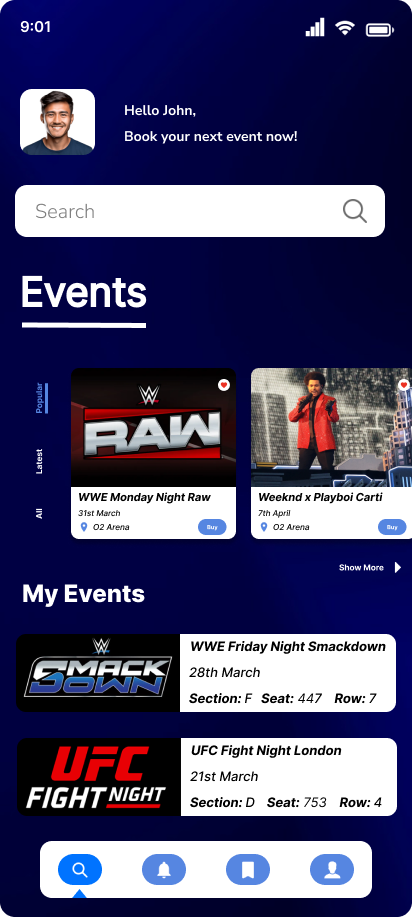 9:01
Hello John,
Book your next event now!
Search
Events
Popular
Latest
All
W
RAW
WWE Monday Night Raw
31st March
O2 Arena
Buy
Weeknd x Playboi Carti
7th April
O2 Arena
Buy
Show More
My Events
W
SMACK
DOWN
WWE Friday Night Smackdown
28th March
Section: F Seat: 447 Row: 7
UFC
FIGHT NIGHT
UFC Fight Night London
21st March
Section: D Seat: 753 Row: 4